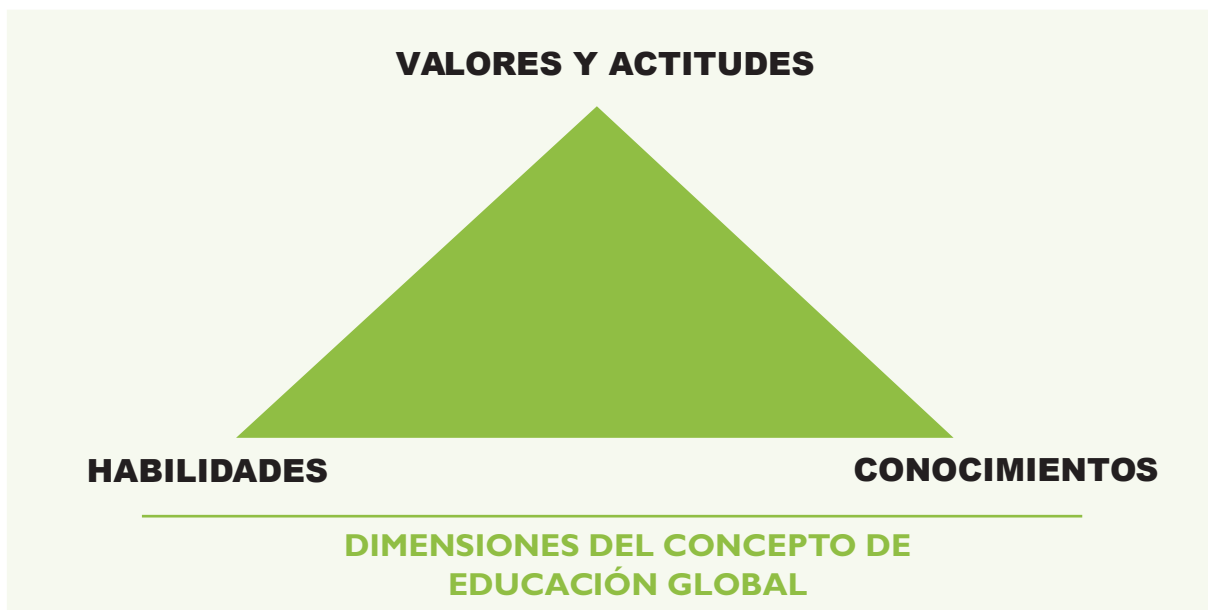 VALORES Y ACTITUDES
HABILIDADES
CONOCIMIENTOS
DIMENSIONES DEL CONCEPTO DE
EDUCACIÓN GLOBAL